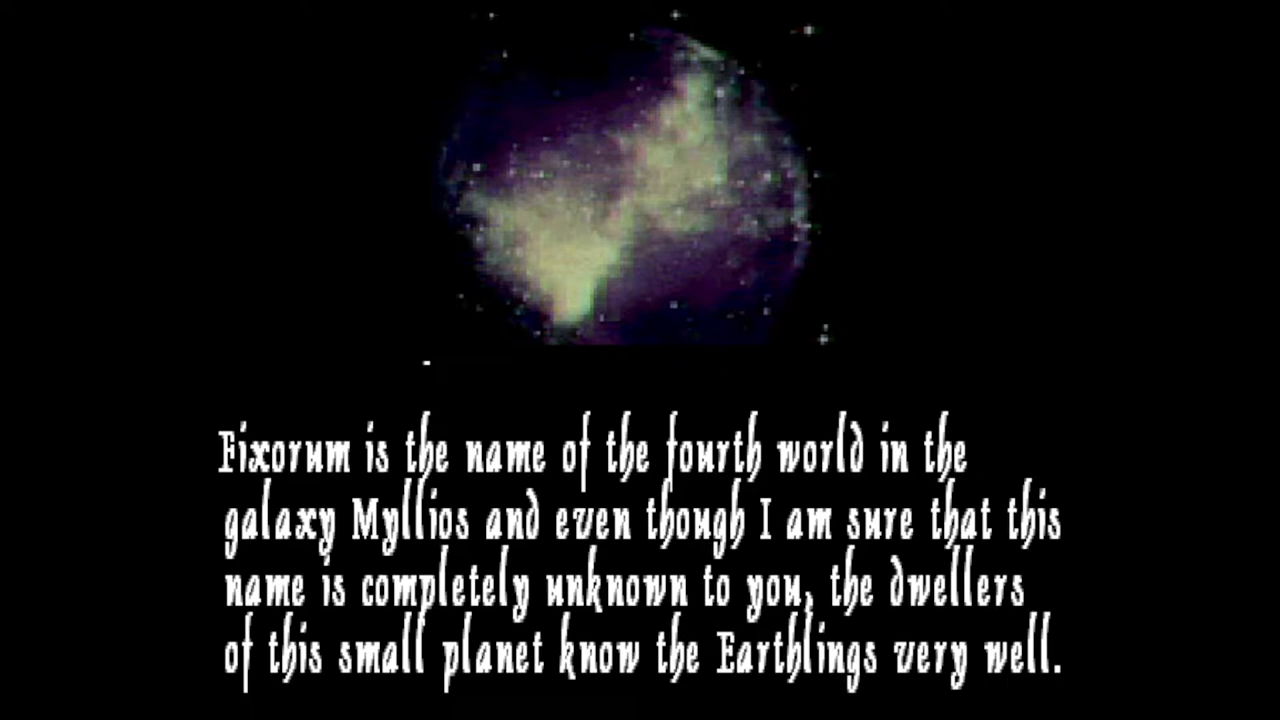 Fixorum is the name of the fourth world in the
galaxy Myllios and even though I am sure that this
name is completely unknown to you, the dwellers
of this small planet know the Earthlings very well.